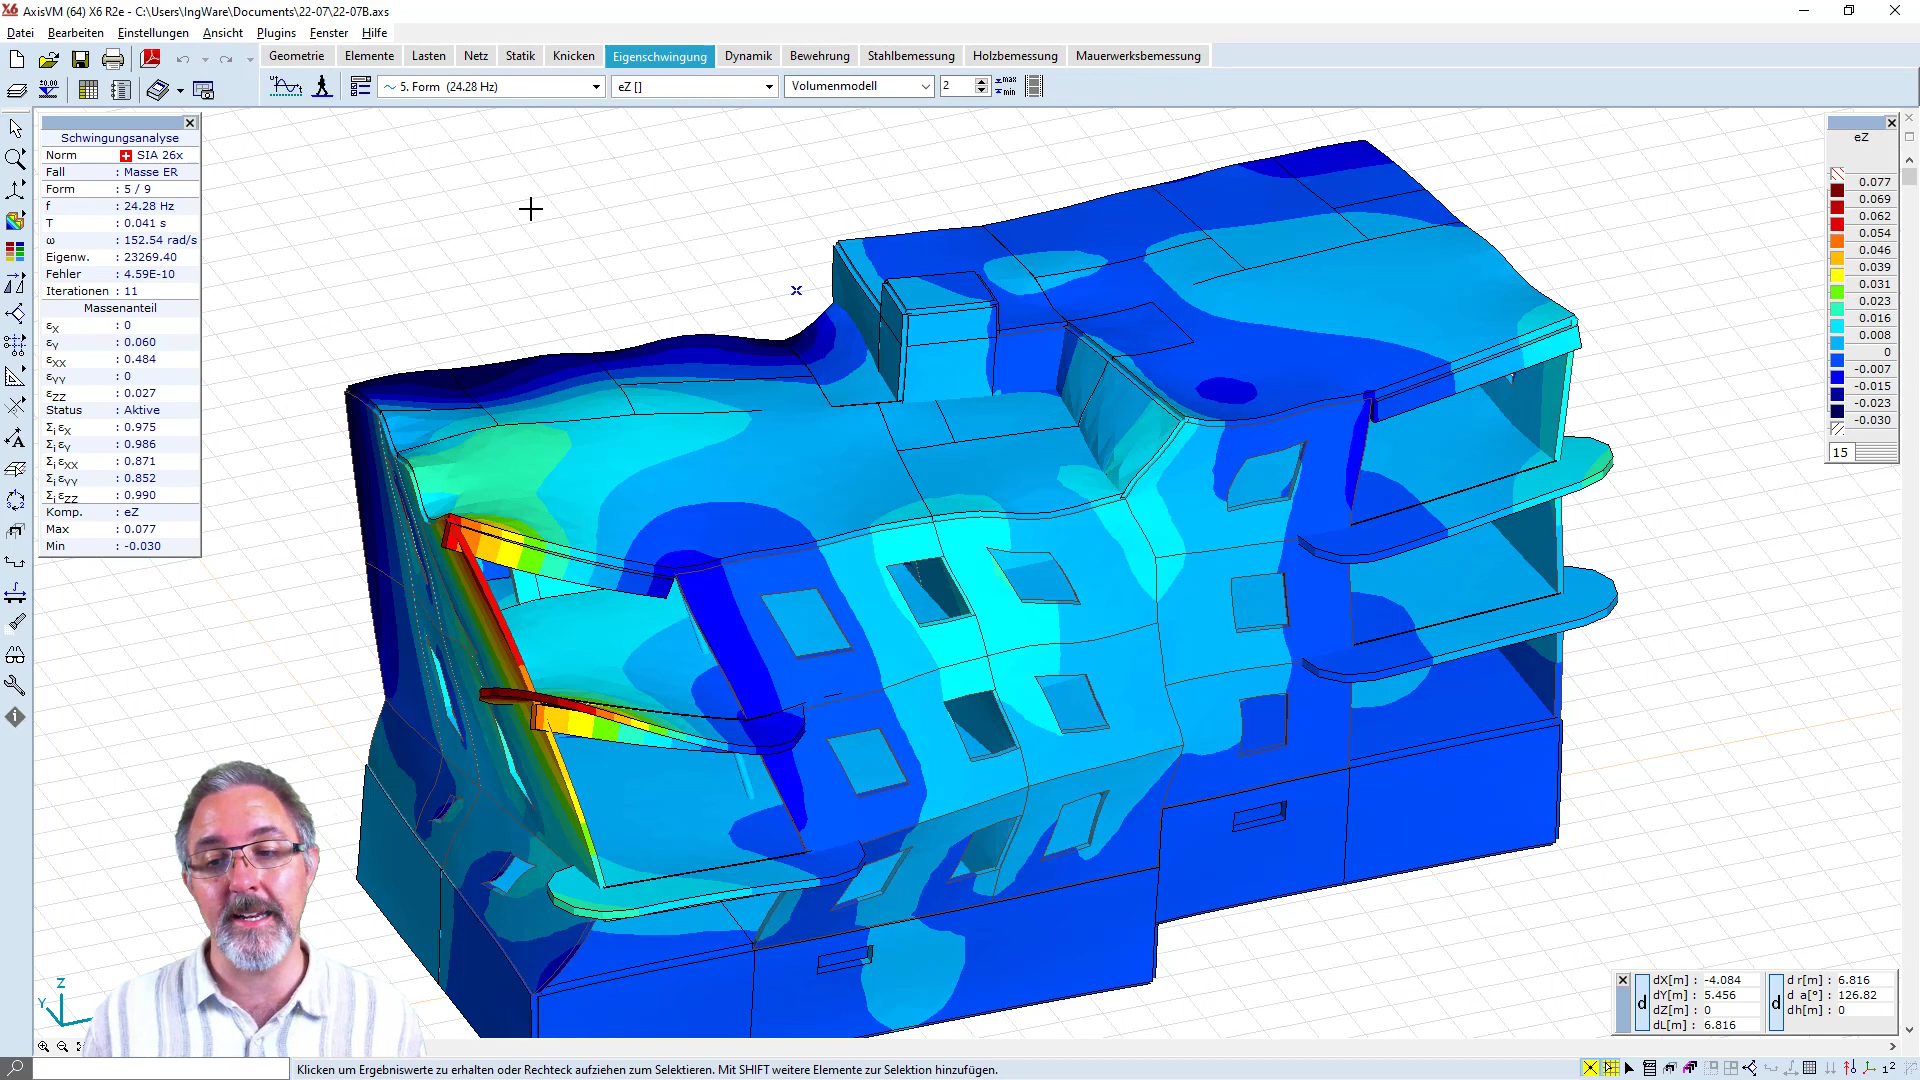 AxisVM (64) X6 R2e - C:\Users\IngWare\Documents\22-07\22-07B.axs
Datei Bearbeiten Einstellungen Ansicht Plugins Fenster Hilfe
Geometrie Elemente Lasten Netz Statik Knicken Eigenschwingung Dynamik Bewehrung Stahlbemessung Holzbemessung Mauerwerksbemessung
5. Form (24.28 Hz) eZ [] Volumenmodell 2 max min
Schwingungsanalyse
Norm SIA 26x
Fall : Masse ER
Form : 5 / 9
f : 24.28 Hz
T : 0.041 s
ω : 152.54 rad/s
Eigenw. : 23269.40
Fehler : 4.59E-10
Iterationen : 11
Massenanteil
εX : 0
εY : 0.060
εXX : 0.484
εYY : 0
εZZ : 0.027
Status : Aktive
Σi εX : 0.975
Σi εY : 0.986
Σi εXX : 0.871
Σi εYY : 0.852
Σi εZZ : 0.990
Komp. : eZ
Max : 0.077
Min : -0.030
eZ
0.077
0.069
0.062
0.054
0.046
0.039
0.031
0.023
0.016
0.008
0
-0.007
-0.015
-0.023
-0.030
15
Z
Y
dX[m] : -4.084
dY[m] : 5.456
dZ[m] : 0
dL[m] : 6.816
d r[m] : 6.816
d a[°] : 126.82
dh[m] : 0
Klicken um Ergebniswerte zu erhalten oder Rechteck aufziehen zum Selektieren. Mit SHIFT weitere Elemente zur Selektion hinzufügen.